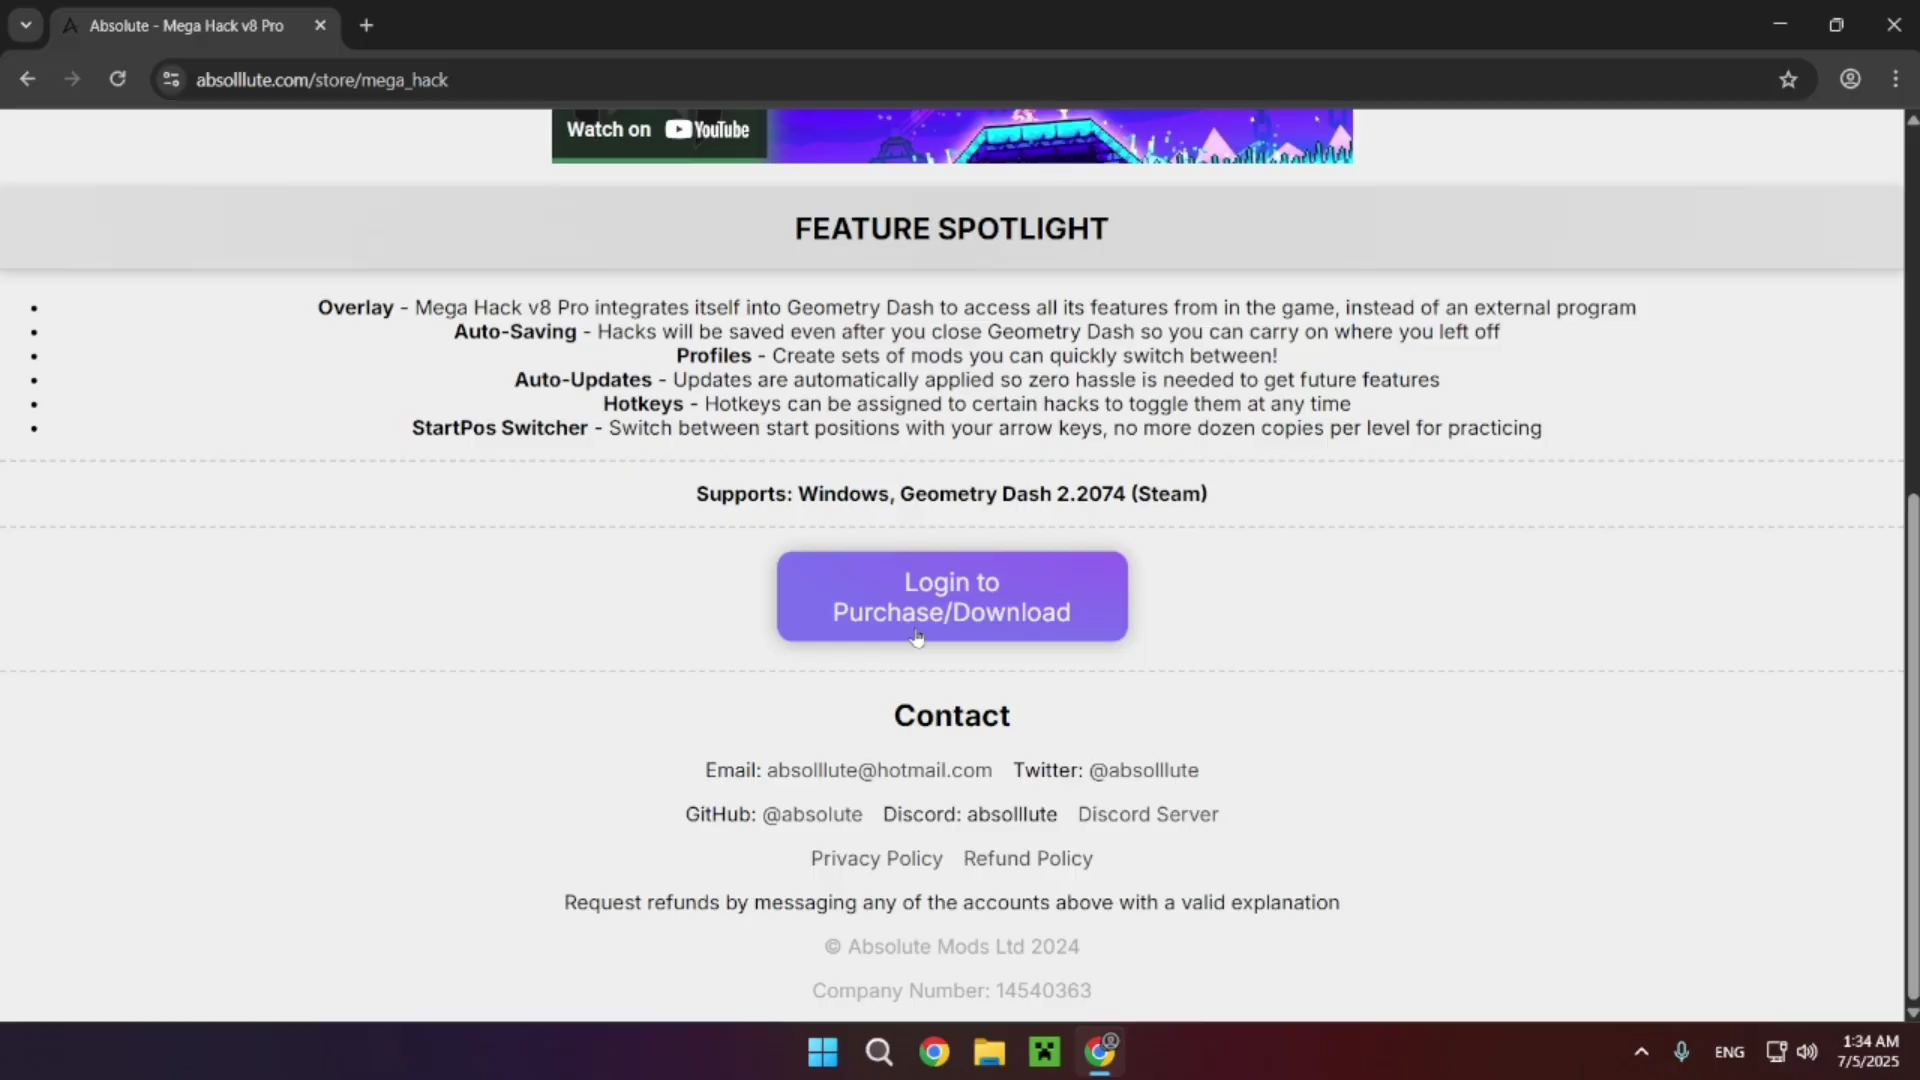 Absolute - Mega Hack v8 Pro
absolllute.com/store/mega_hack
Watch on YouTube
FEATURE SPOTLIGHT
• Overlay - Mega Hack v8 Pro integrates itself into Geometry Dash to access all its features from in the game, instead of an external program
• Auto-Saving - Hacks will be saved even after you close Geometry Dash so you can carry on where you left off
• Profiles - Create sets of mods you can quickly switch between!
• Auto-Updates - Updates are automatically applied so zero hassle is needed to get future features
• Hotkeys - Hotkeys can be assigned to certain hacks to toggle them at any time
• StartPos Switcher - Switch between start positions with your arrow keys, no more dozen copies per level for practicing
Supports: Windows, Geometry Dash 2.2074 (Steam)
Login to
Purchase/Download
Contact
Email: absolllute@hotmail.com Twitter: @absolllute
GitHub: @absolute Discord: absolllute Discord Server
Privacy Policy Refund Policy
Request refunds by messaging any of the accounts above with a valid explanation
© Absolute Mods Ltd 2024
Company Number: 14540363
ENG
1:34 AM
7/5/2025